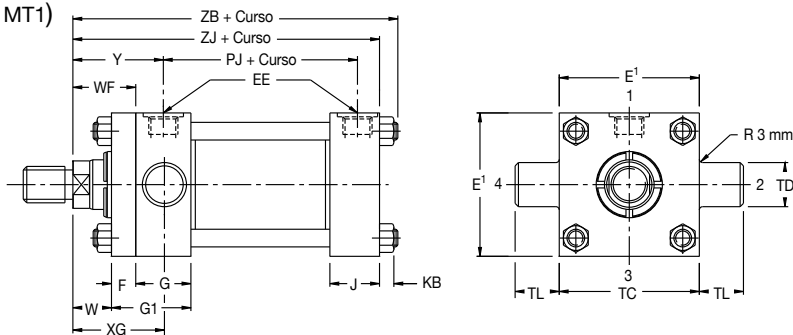 MT1)
ZB + Curso
ZJ + Curso
Y
PJ + Curso
WF
EE
E¹
1
R 3 mm
E¹
4
2
TD
3
F
G
J
KB
W
G1
XG
TL
TC
TL